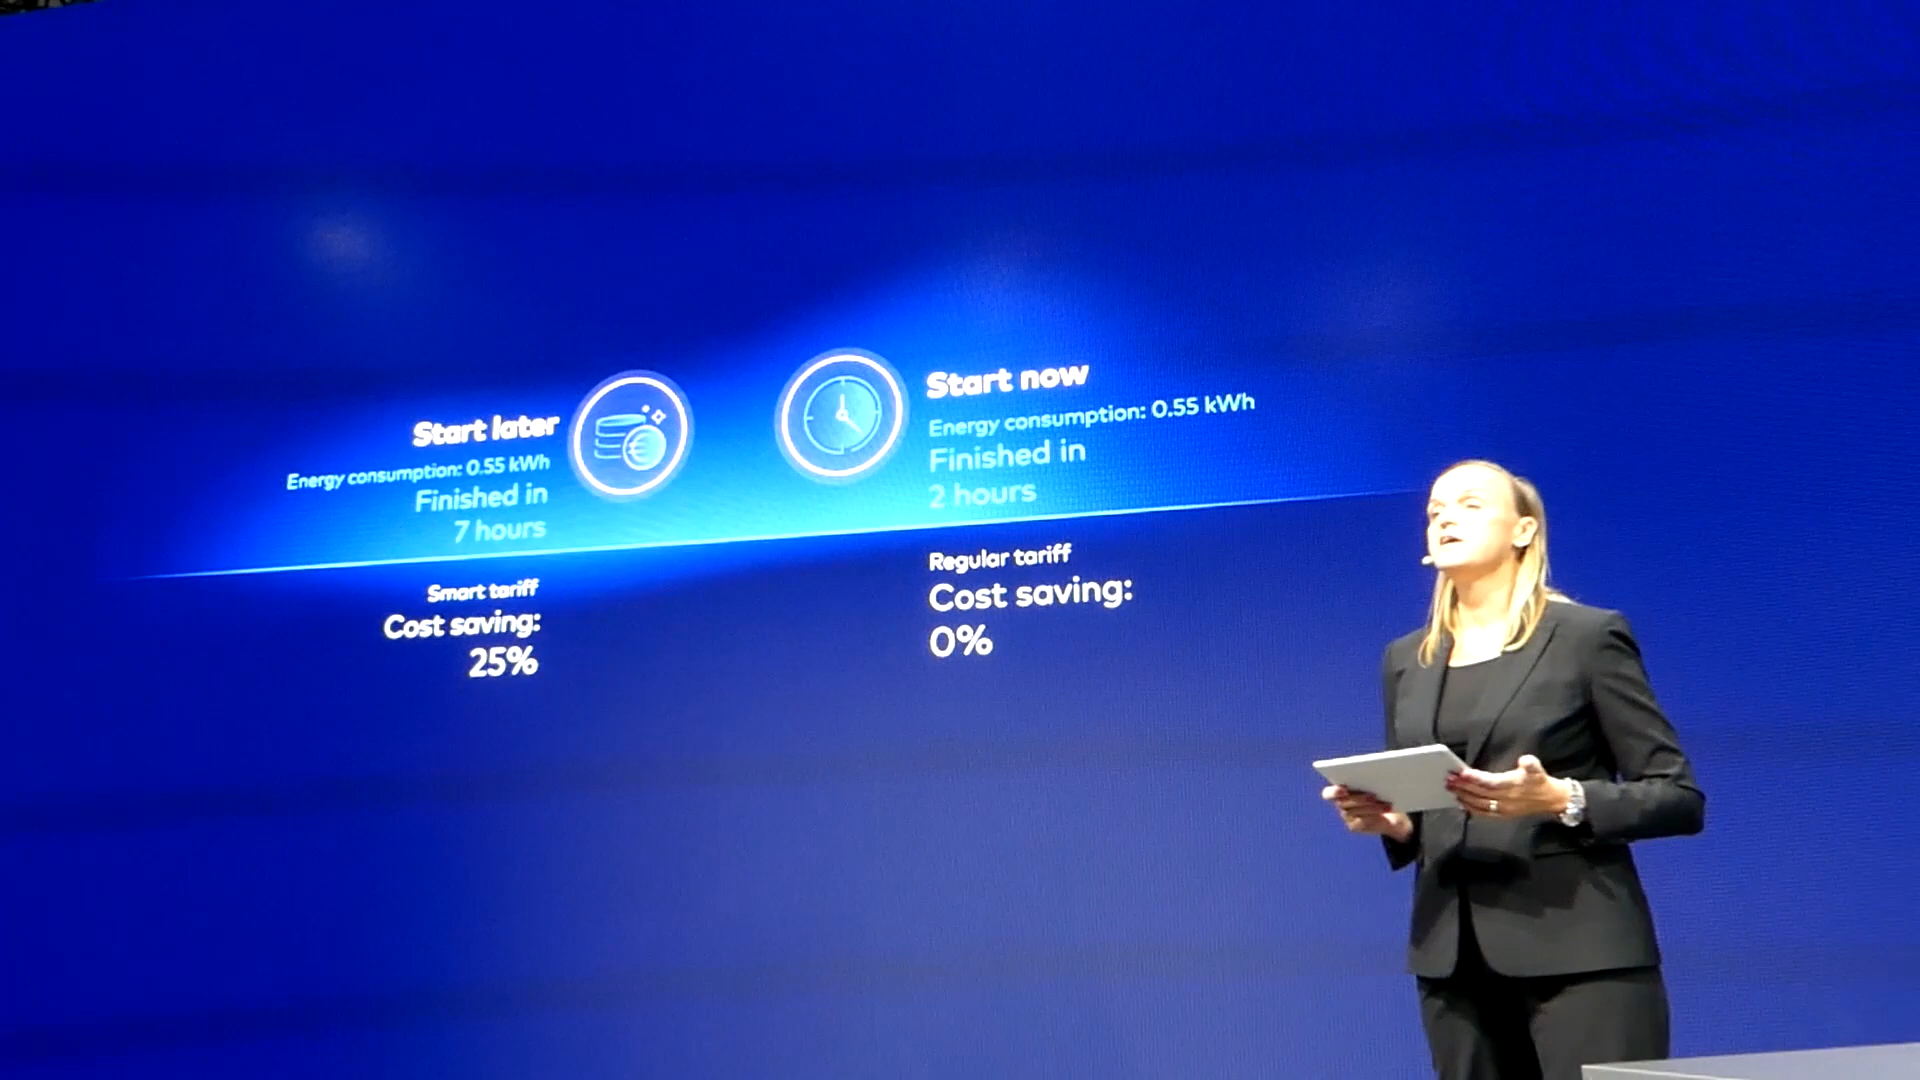 Start later
Energy consumption: 0.55 kWh
Finished in
7 hours
Smart tariff
Cost saving:
25%
Start now
Energy consumption: 0.55 kWh
Finished in
2 hours
Regular tariff
Cost saving:
0%